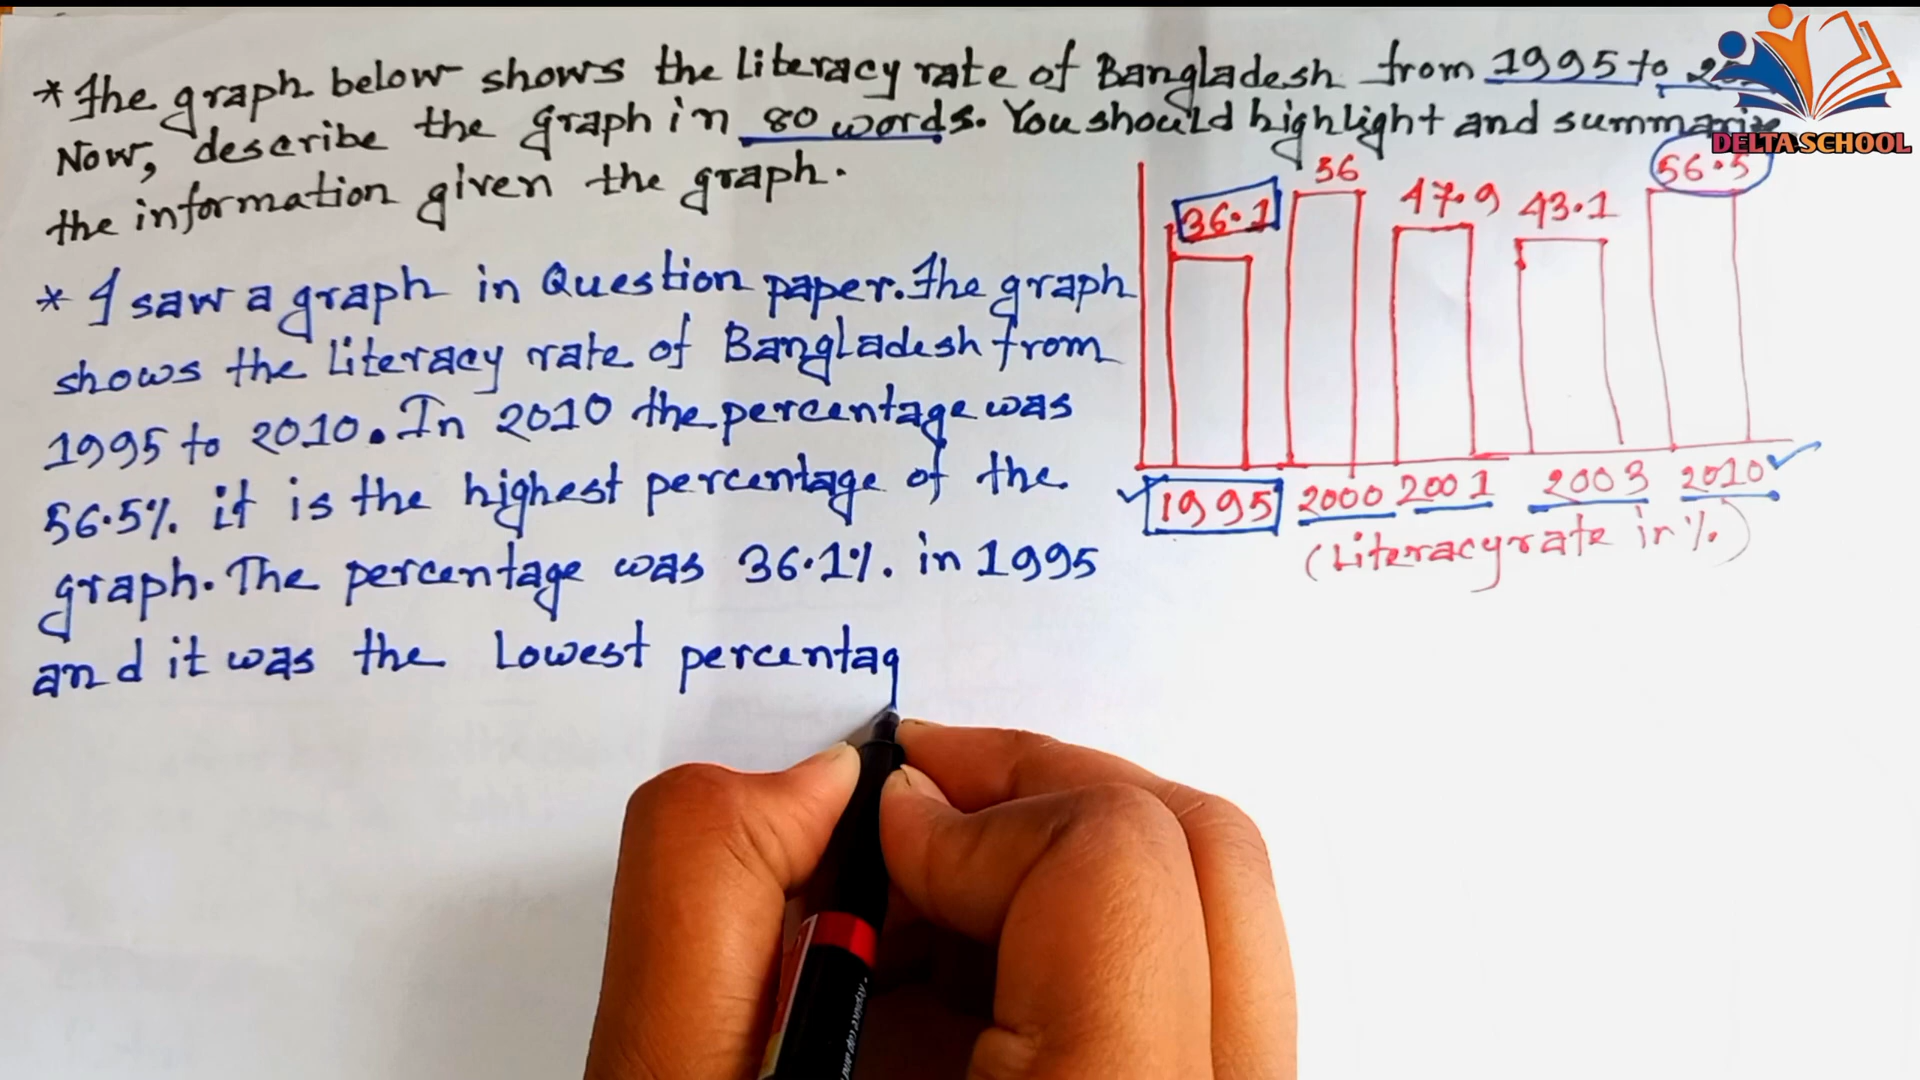 * The graph below shows the literacy rate of Bangladesh from 1995 to
Now, describe the graph in 80 words. You should highlight and summarize
the information given the graph.
* I saw a graph in Question paper. The graph
shows the literacy rate of Bangladesh from
1995 to 2010. In 2010 the percentage was
56.5%. it is the highest percentage of the
graph. The percentage was 36.1%. in 1995
and it was the lowest percentag
DELTA SCHOOL
36.1 36 47.9 43.1 56.5
1995 2000 2001 2003 2010
(Literacy rate in %)